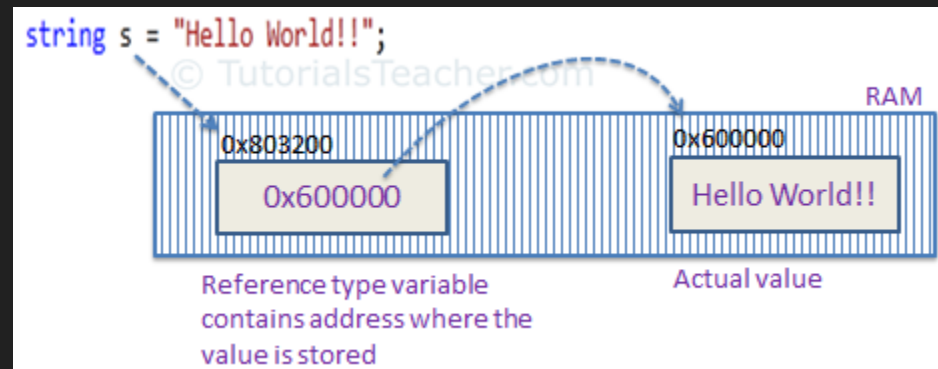 string s = "Hello World!!";
© TutorialsTeacher.com
RAM
0x803200
0x600000
0x600000
Hello World!!
Reference type variable
contains address where the
value is stored
Actual value